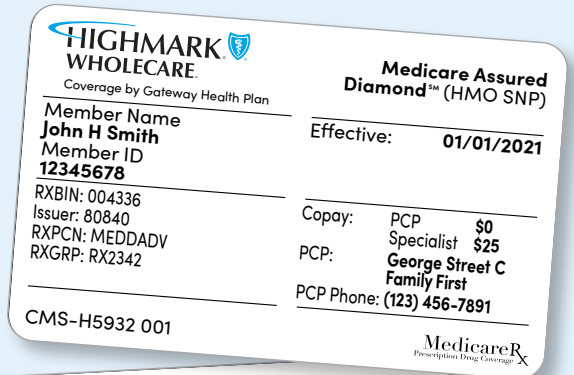 HIGHMARK
WHOLECARE
Coverage by Gateway Health Plan
Medicare Assured
Diamond℠ (HMO SNP)
Member Name
John H Smith
Member ID
12345678
Effective: 01/01/2021
RXBIN: 004336
Issuer: 80840
RXPCN: MEDDADV
RXGRP: RX2342
Copay: PCP $0
Specialist $25
PCP: George Street C
Family First
PCP Phone: (123) 456-7891
CMS-H5932 001
MedicareRx
Prescription Drug Coverage